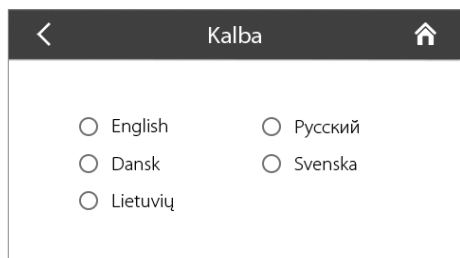 Kalba
English
Русский
Dansk
Svenska
Lietuvių